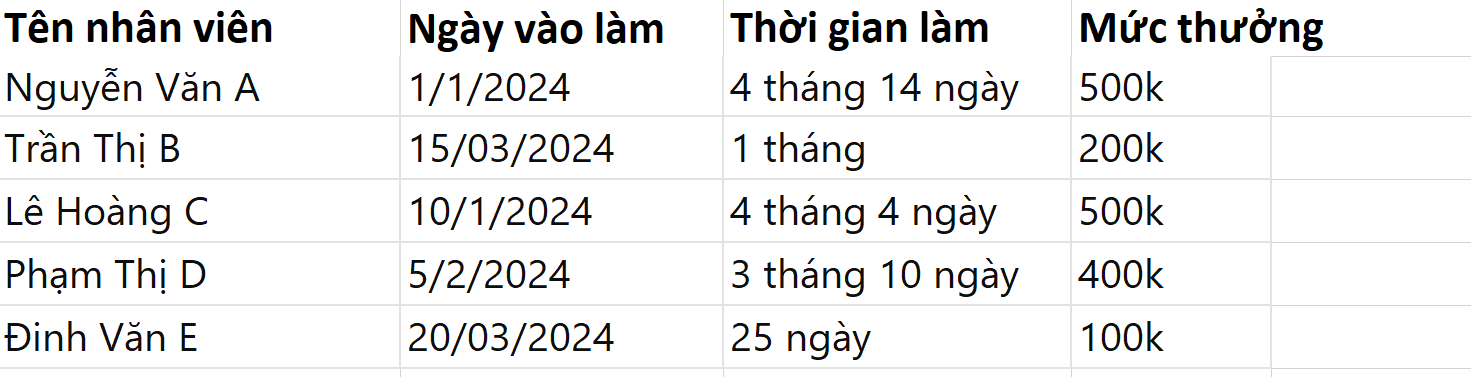 Tên nhân viên Ngày vào làm Thời gian làm Mức thưởng
Nguyễn Văn A 1/1/2024 4 tháng 14 ngày 500k
Trần Thị B 15/03/2024 1 tháng 200k
Lê Hoàng C 10/1/2024 4 tháng 4 ngày 500k
Phạm Thị D 5/2/2024 3 tháng 10 ngày 400k
Đinh Văn E 20/03/2024 25 ngày 100k